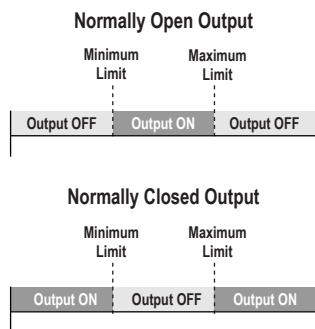 Normally Open Output
Minimum Maximum
Limit Limit
Output OFF Output ON Output OFF
Normally Closed Output
Minimum Maximum
Limit Limit
Output ON Output OFF Output ON